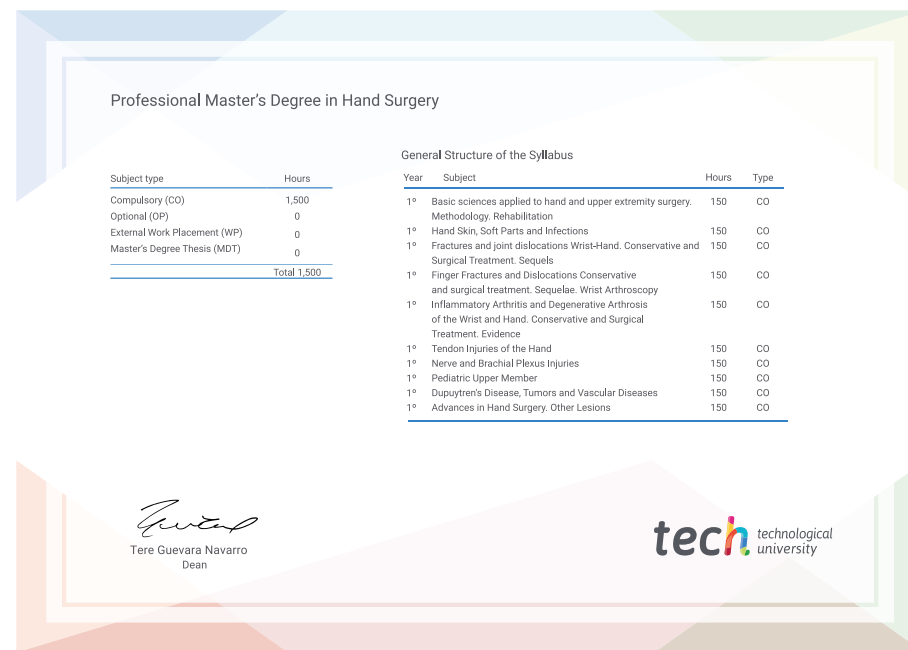 Professional Master's Degree in Hand Surgery
Subject type Hours
Compulsory (CO) 1,500
Optional (OP) 0
External Work Placement (WP) 0
Master's Degree Thesis (MDT) 0
Total 1,500
General Structure of the Syllabus
Year Subject Hours Type
1º Basic sciences applied to hand and upper extremity surgery. 150 CO
Methodology. Rehabilitation
1º Hand Skin, Soft Parts and Infections 150 CO
1º Fractures and joint dislocations Wrist-Hand. Conservative and 150 CO
Surgical Treatment. Sequels
1º Finger Fractures and Dislocations Conservative 150 CO
and surgical treatment. Sequelae. Wrist Arthroscopy
1º Inflammatory Arthritis and Degenerative Arthrosis 150 CO
of the Wrist and Hand. Conservative and Surgical
Treatment. Evidence
1º Tendon Injuries of the Hand 150 CO
1º Nerve and Brachial Plexus Injuries 150 CO
1º Pediatric Upper Member 150 CO
1º Dupuytren's Disease, Tumors and Vascular Diseases 150 CO
1º Advances in Hand Surgery. Other Lesions 150 CO
Tere Guevara Navarro
Dean
tech technological
university